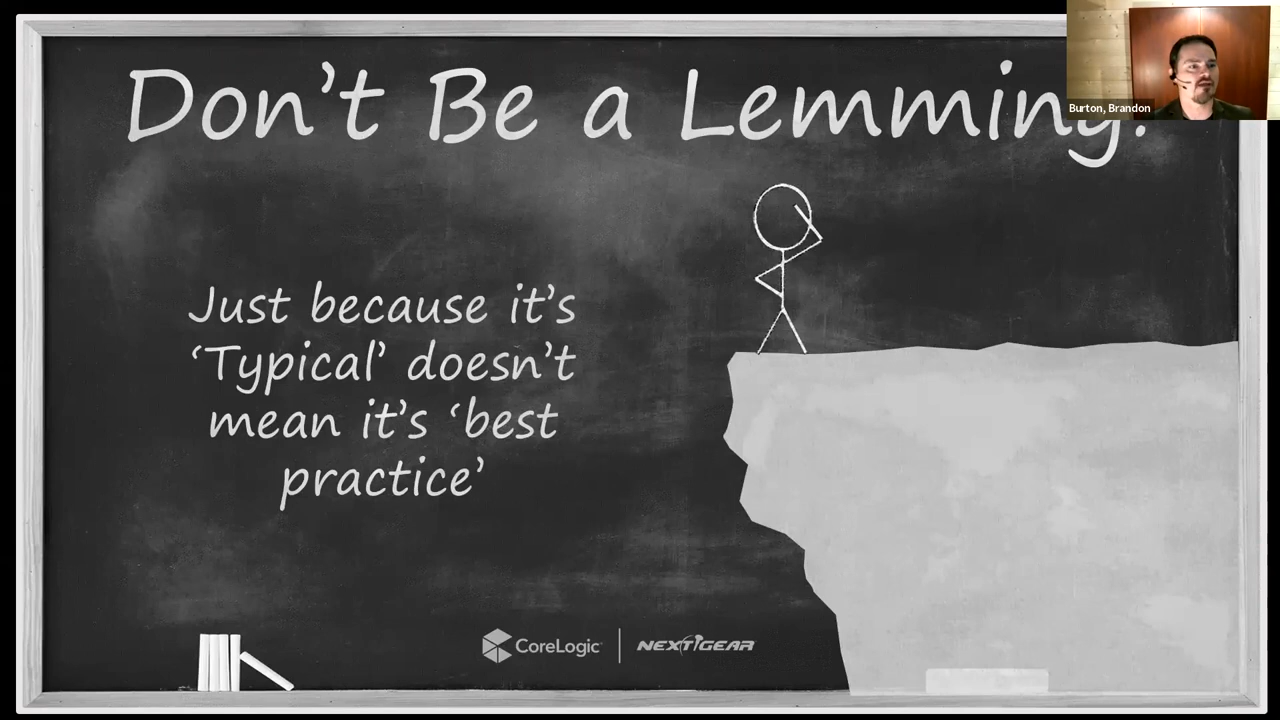 Don't Be a Lemming!
Burton, Brandon
Just because it's
'Typical' doesn't
mean it's 'best
practice'
CoreLogic
NEXTGEAR